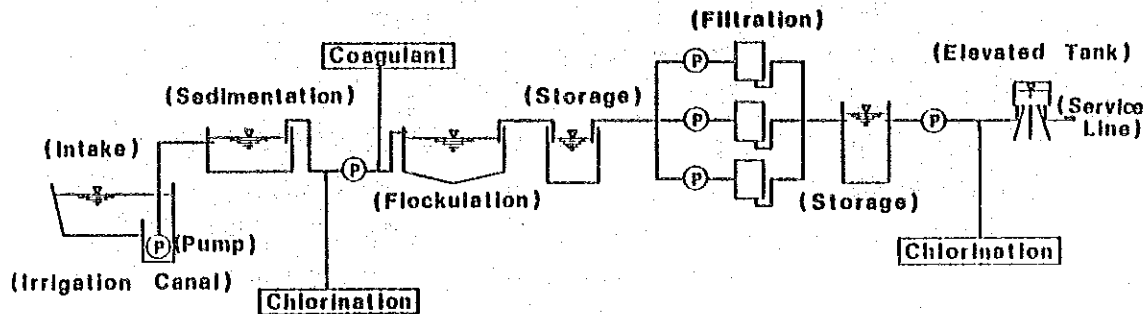 (Filtration)
Coagulant
(Elevated Tank)
(Sedimentation)
(Storage)
P
(Service
Line)
(Intake)
P
P
P
(Flockulation)
P
(Storage)
P (Pump)
(Irrigation Canal)
Chlorination
Chlorination